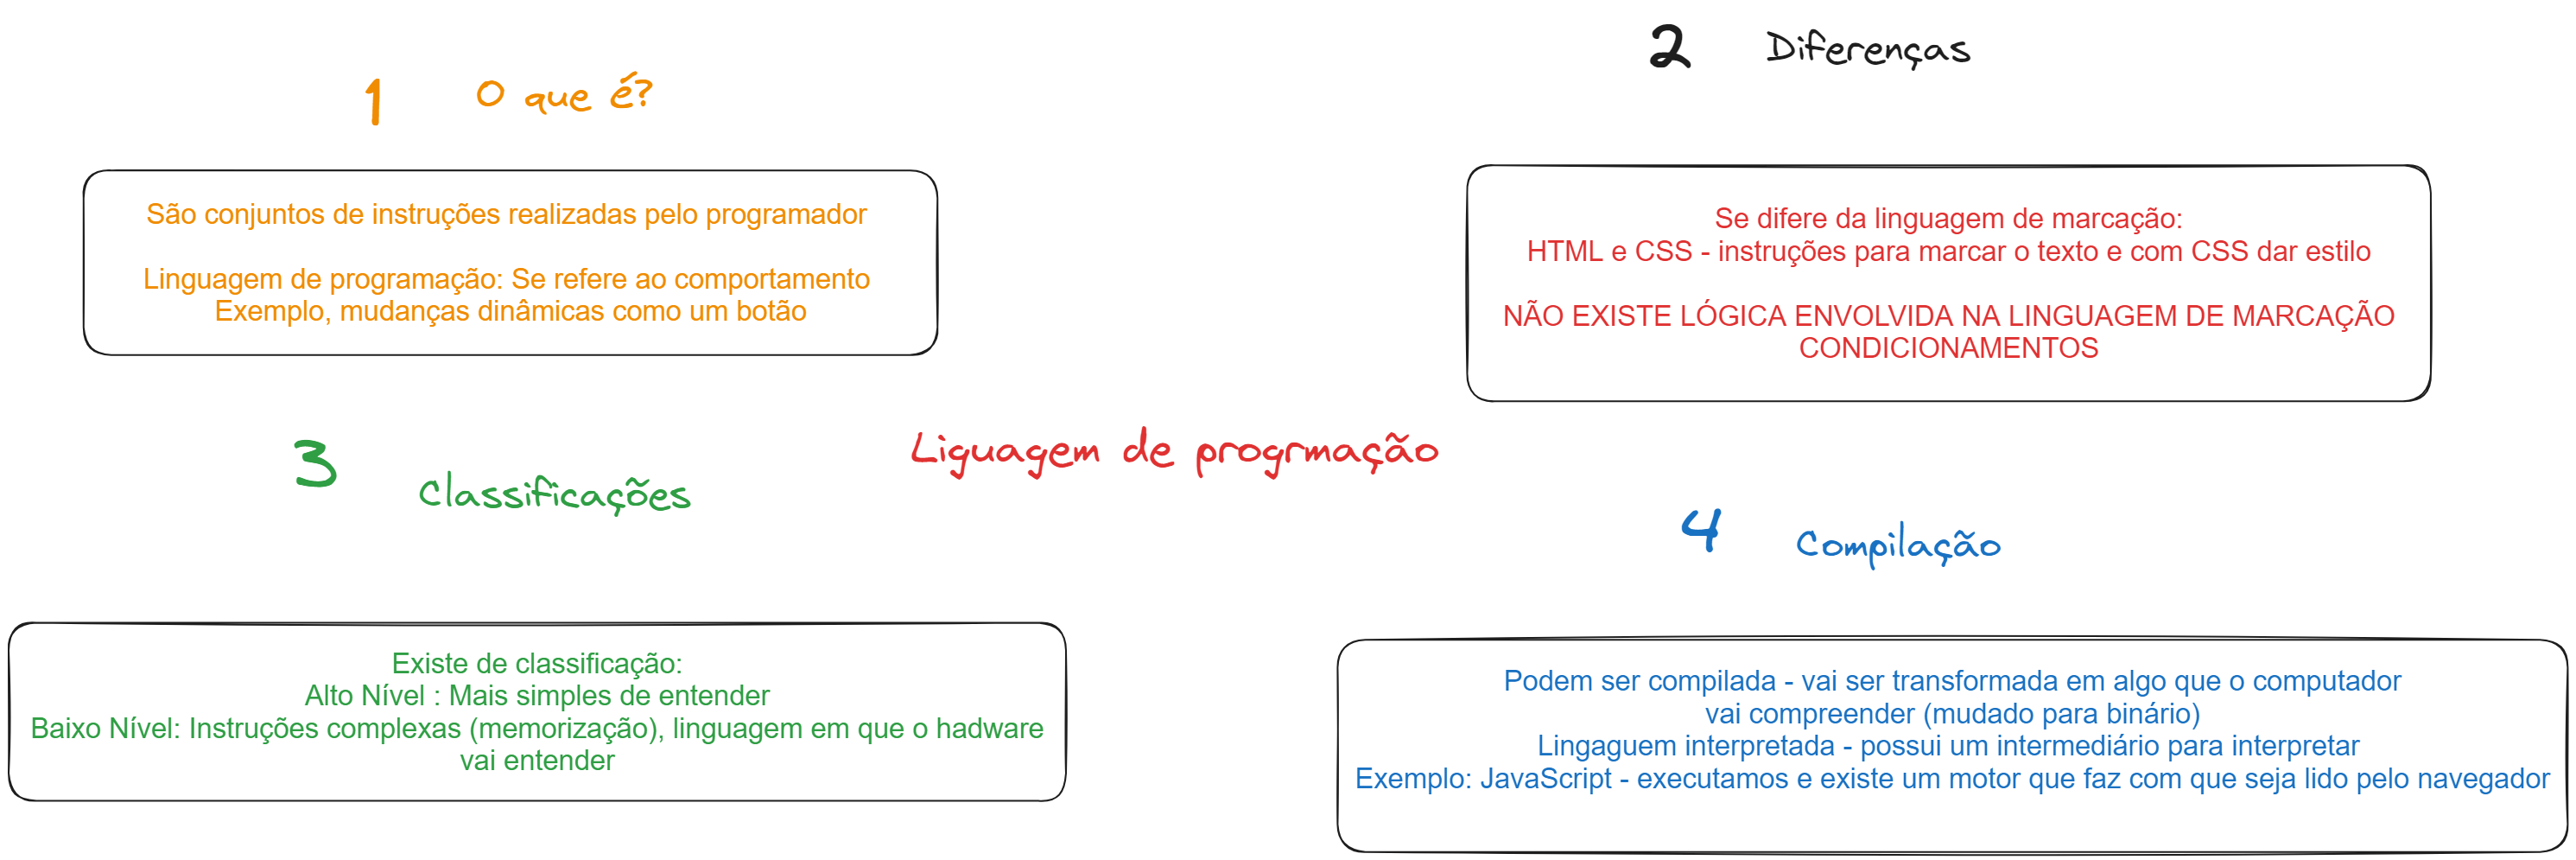 1 O que é?
São conjuntos de instruções realizadas pelo programador
Linguagem de programação: Se refere ao comportamento
Exemplo, mudanças dinâmicas como um botão
2 Diferenças
Se difere da linguagem de marcação:
HTML e CSS - instruções para marcar o texto e com CSS dar estilo
NÃO EXISTE LÓGICA ENVOLVIDA NA LINGUAGEM DE MARCAÇÃO
CONDICIONAMENTOS
Liguagem de progrmação
3 Classificações
Existe de classificação:
Alto Nível : Mais simples de entender
Baixo Nível: Instruções complexas (memorização), linguagem em que o hadware
vai entender
4 Compilação
Podem ser compilada - vai ser transformada em algo que o computador
vai compreender (mudado para binário)
Lingaguem interpretada - possui um intermediário para interpretar
Exemplo: JavaScript - executamos e existe um motor que faz com que seja lido pelo navegador